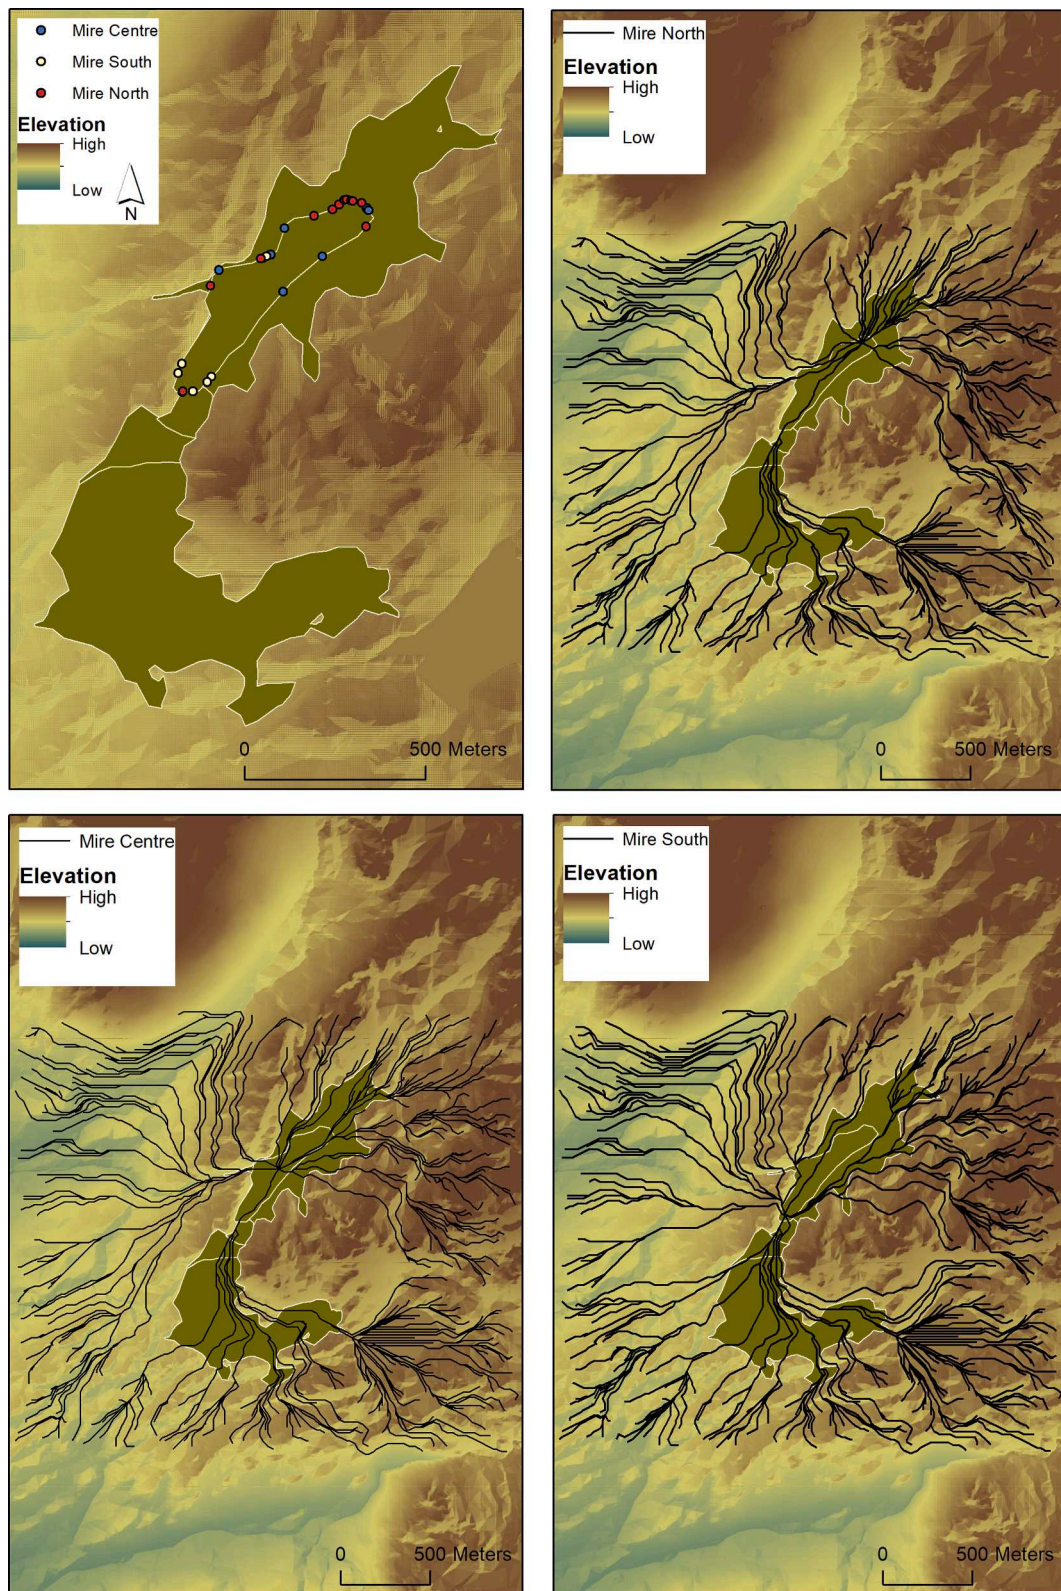 Mire Centre
Mire South
Mire North
Elevation
High
Low
N
0 500 Meters
Mire North
Elevation
High
Low
0 500 Meters
Mire Centre
Elevation
High
Low
0 500 Meters
Mire South
Elevation
High
Low
0 500 Meters